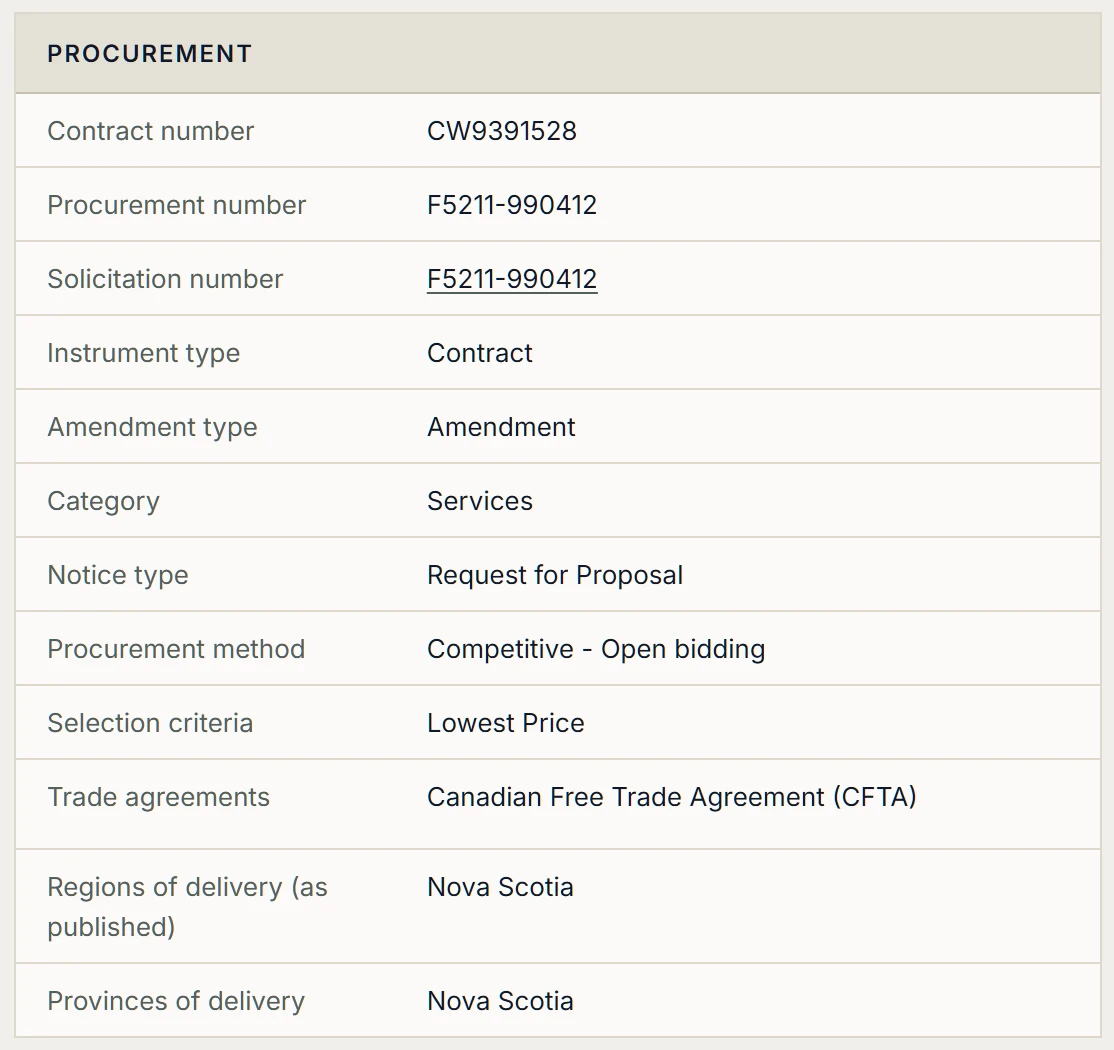 PROCUREMENT
Contract number CW9391528
Procurement number F5211-990412
Solicitation number F5211-990412
Instrument type Contract
Amendment type Amendment
Category Services
Notice type Request for Proposal
Procurement method Competitive - Open bidding
Selection criteria Lowest Price
Trade agreements Canadian Free Trade Agreement (CFTA)
Regions of delivery (as Nova Scotia
published)
Provinces of delivery Nova Scotia